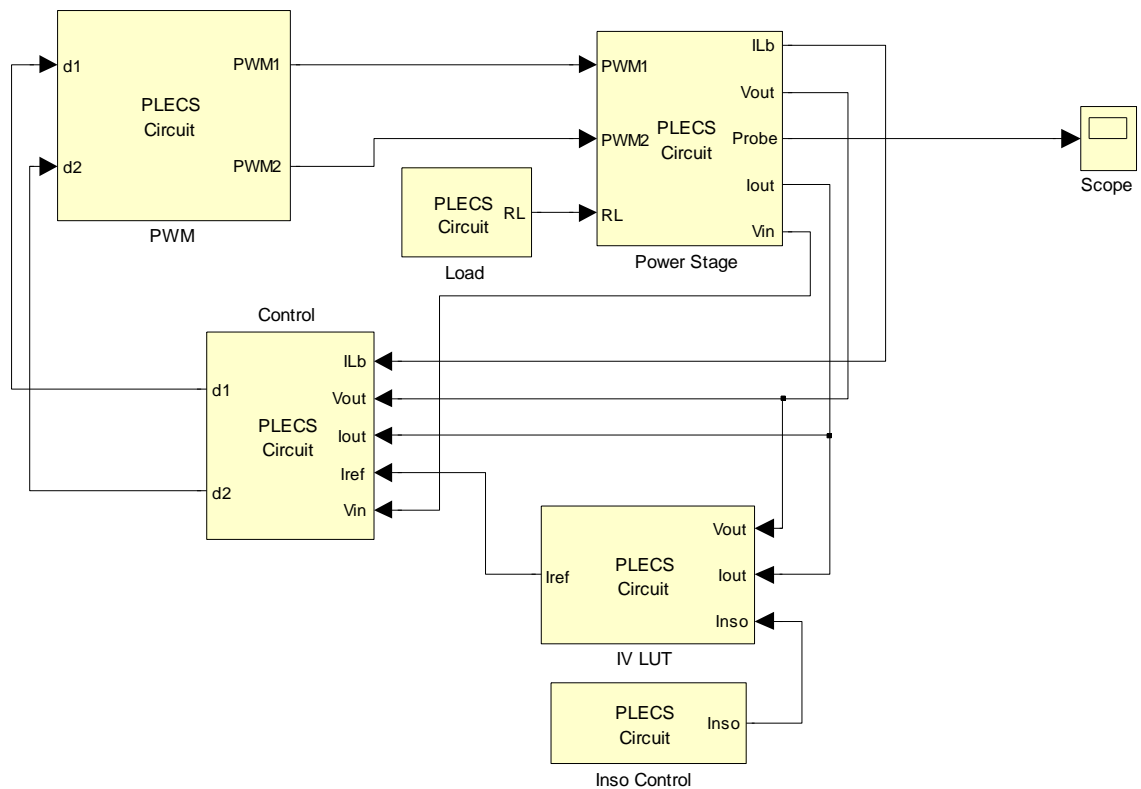 d1
PWM1
PLECS
Circuit
d2
PWM2
PWM
ILb
PWM1
Vout
PLECS
Circuit
Probe
PWM2
Iout
RL
Vin
Power Stage
Scope
PLECS
Circuit
RL
Load
Control
ILb
d1
Vout
PLECS
Circuit
Iout
Iref
d2
Vin
Vout
PLECS
Circuit
Iref
Iout
Inso
IV LUT
PLECS
Circuit
Inso
Inso Control